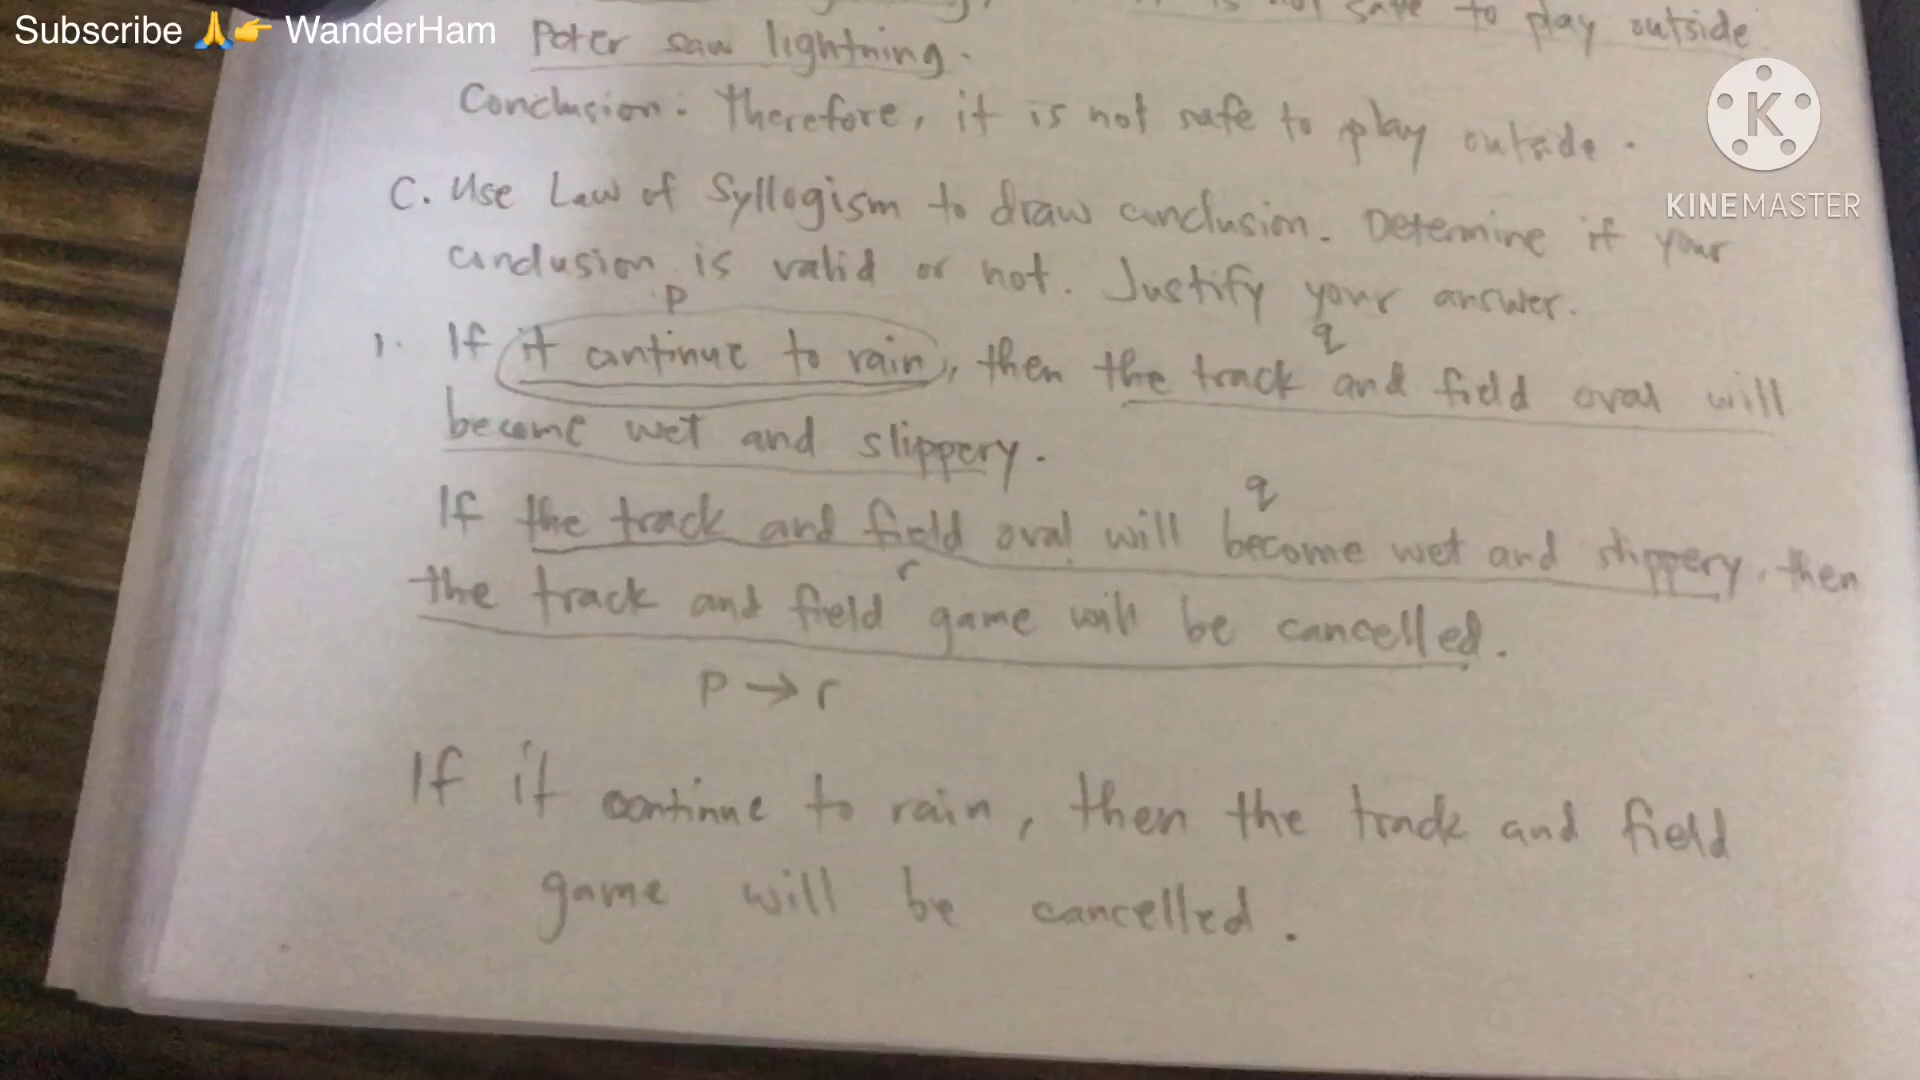 Subscribe 🙏👉 WanderHam
safe to play outside
Peter saw lightning.
Conclusion. Therefore, it is not safe to play outside.
K
KINEMASTER
C. Use Law of Syllogism to draw conclusion. Determine if your
conclusion is valid or not. Justify your answer.
p
q
1. If it continue to rain, then the track and field oval will
become wet and slippery.
q
If the track and field oval will become wet and slippery, then
r
the track and field game will be cancelled.
p → r
If it continue to rain, then the track and field
game will be cancelled.